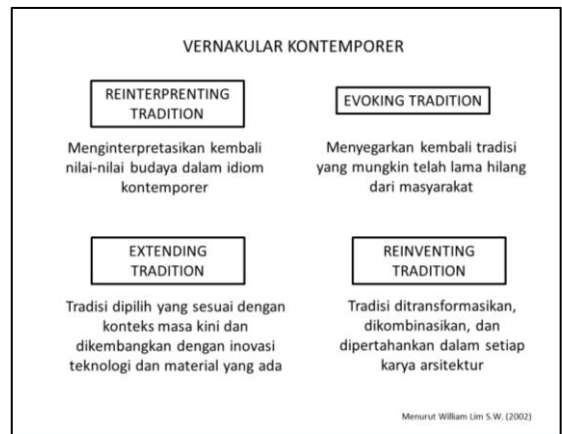 VERNAKULAR KONTEMPORER
REINTERPRENTING
TRADITION
Menginterpretasikan kembali
nilai-nilai budaya dalam idiom
kontemporer
EVOKING TRADITION
Menyegarkan kembali tradisi
yang mungkin telah lama hilang
dari masyarakat
EXTENDING
TRADITION
Tradisi dipilih yang sesuai dengan
konteks masa kini dan
dikembangkan dengan inovasi
teknologi dan material yang ada
REINVENTING
TRADITION
Tradisi ditransformasikan,
dikombinasikan, dan
dipertahankan dalam setiap
karya arsitektur
Menurut William Lim S.W. (2002)